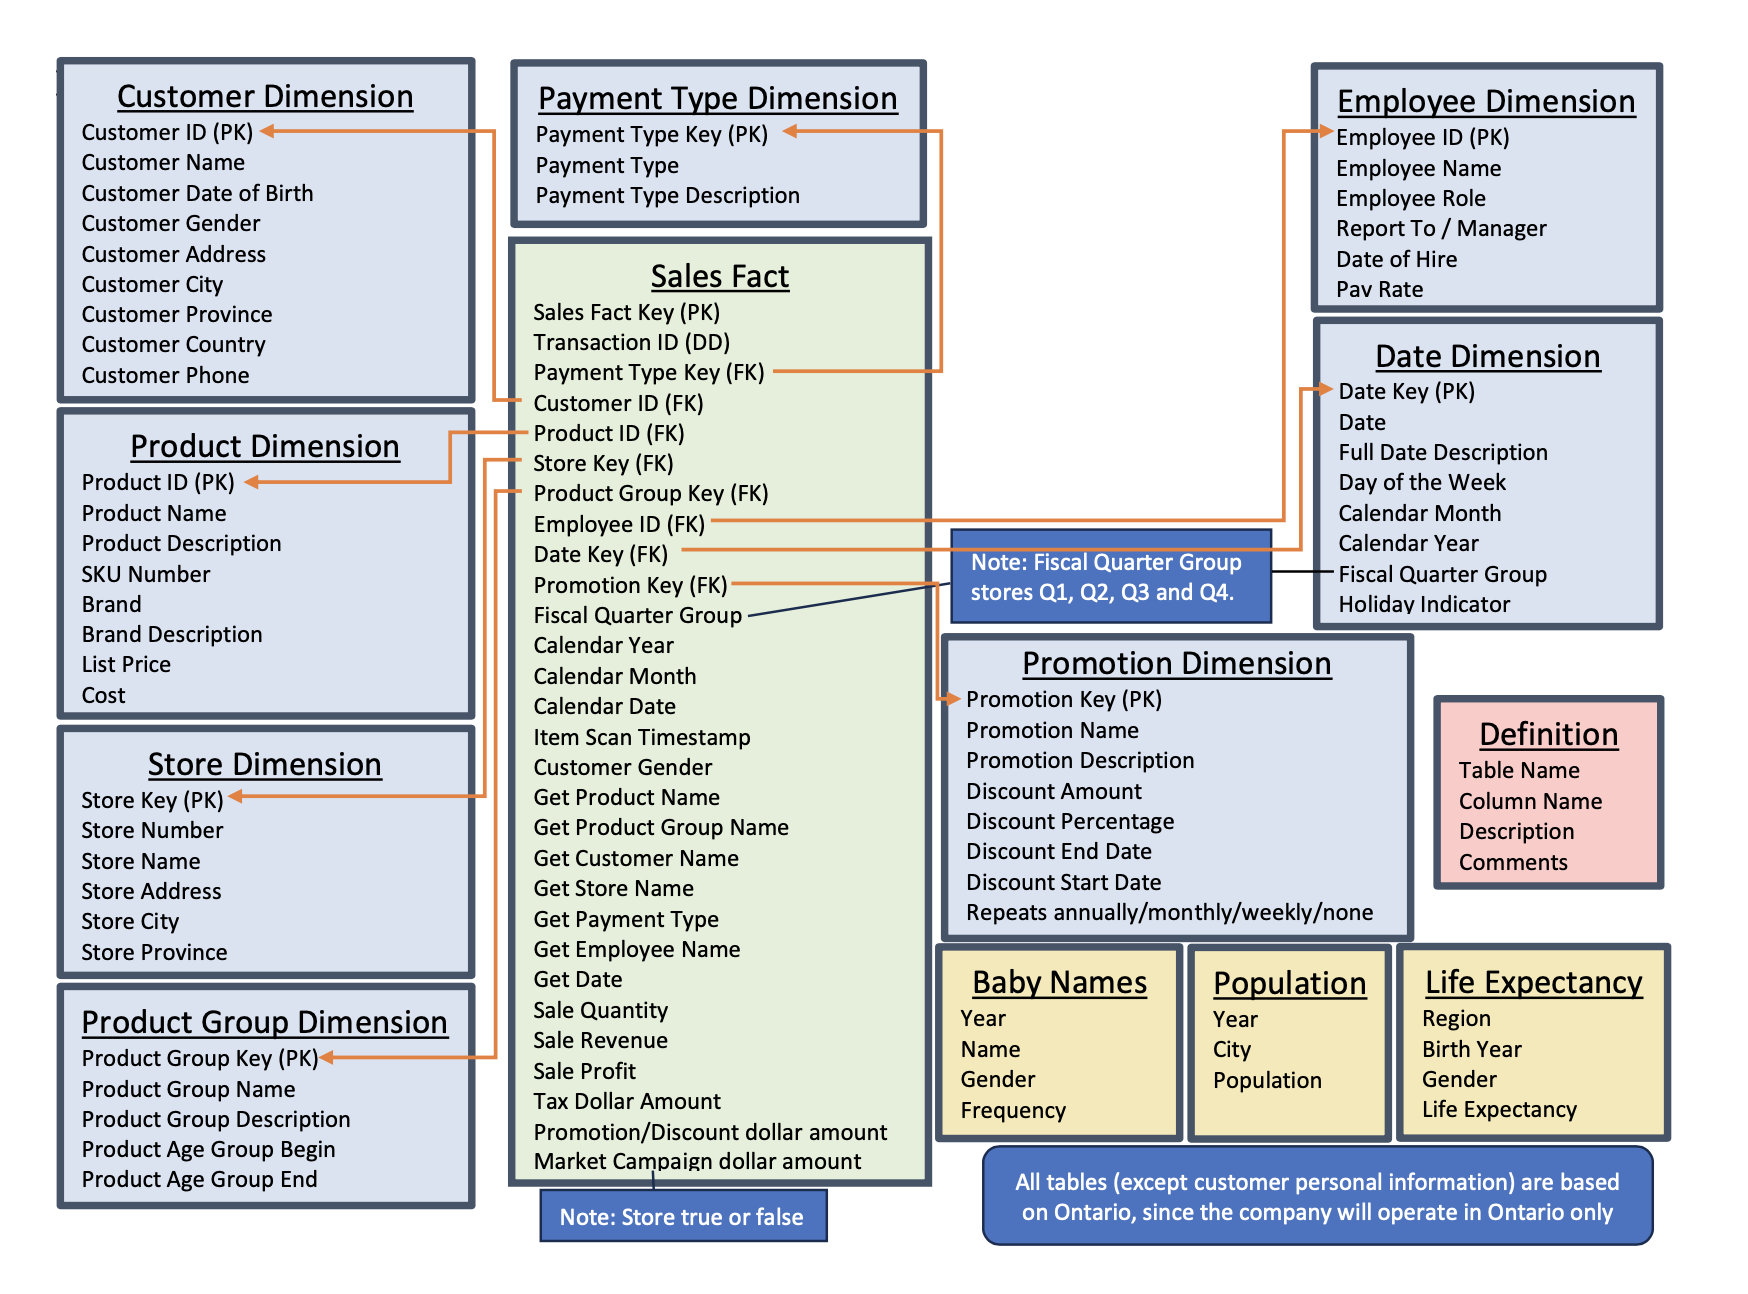 Customer Dimension
Customer ID (PK)
Customer Name
Customer Date of Birth
Customer Gender
Customer Address
Customer City
Customer Province
Customer Country
Customer Phone
Product Dimension
Product ID (PK)
Product Name
Product Description
SKU Number
Brand
Brand Description
List Price
Cost
Store Dimension
Store Key (PK)
Store Number
Store Name
Store Address
Store City
Store Province
Product Group Dimension
Product Group Key (PK)
Product Group Name
Product Group Description
Product Age Group Begin
Product Age Group End
Payment Type Dimension
Payment Type Key (PK)
Payment Type
Payment Type Description
Sales Fact
Sales Fact Key (PK)
Transaction ID (DD)
Payment Type Key (FK)
Customer ID (FK)
Product ID (FK)
Store Key (FK)
Product Group Key (FK)
Employee ID (FK)
Date Key (FK)
Promotion Key (FK)
Fiscal Quarter Group
Calendar Year
Calendar Month
Calendar Date
Item Scan Timestamp
Customer Gender
Get Product Name
Get Product Group Name
Get Customer Name
Get Store Name
Get Payment Type
Get Employee Name
Get Date
Sale Quantity
Sale Revenue
Sale Profit
Tax Dollar Amount
Promotion/Discount dollar amount
Market Campaign dollar amount
Note: Store true or false
Employee Dimension
Employee ID (PK)
Employee Name
Employee Role
Report To / Manager
Date of Hire
Pay Rate
Date Dimension
Date Key (PK)
Date
Full Date Description
Day of the Week
Calendar Month
Calendar Year
Fiscal Quarter Group
Holiday Indicator
Note: Fiscal Quarter Group
stores Q1, Q2, Q3 and Q4.
Promotion Dimension
Promotion Key (PK)
Promotion Name
Promotion Description
Discount Amount
Discount Percentage
Discount End Date
Discount Start Date
Repeats annually/monthly/weekly/none
Definition
Table Name
Column Name
Description
Comments
Baby Names
Year
Name
Gender
Frequency
Population
Year
City
Population
Life Expectancy
Region
Birth Year
Gender
Life Expectancy
All tables (except customer personal information) are based
on Ontario, since the company will operate in Ontario only